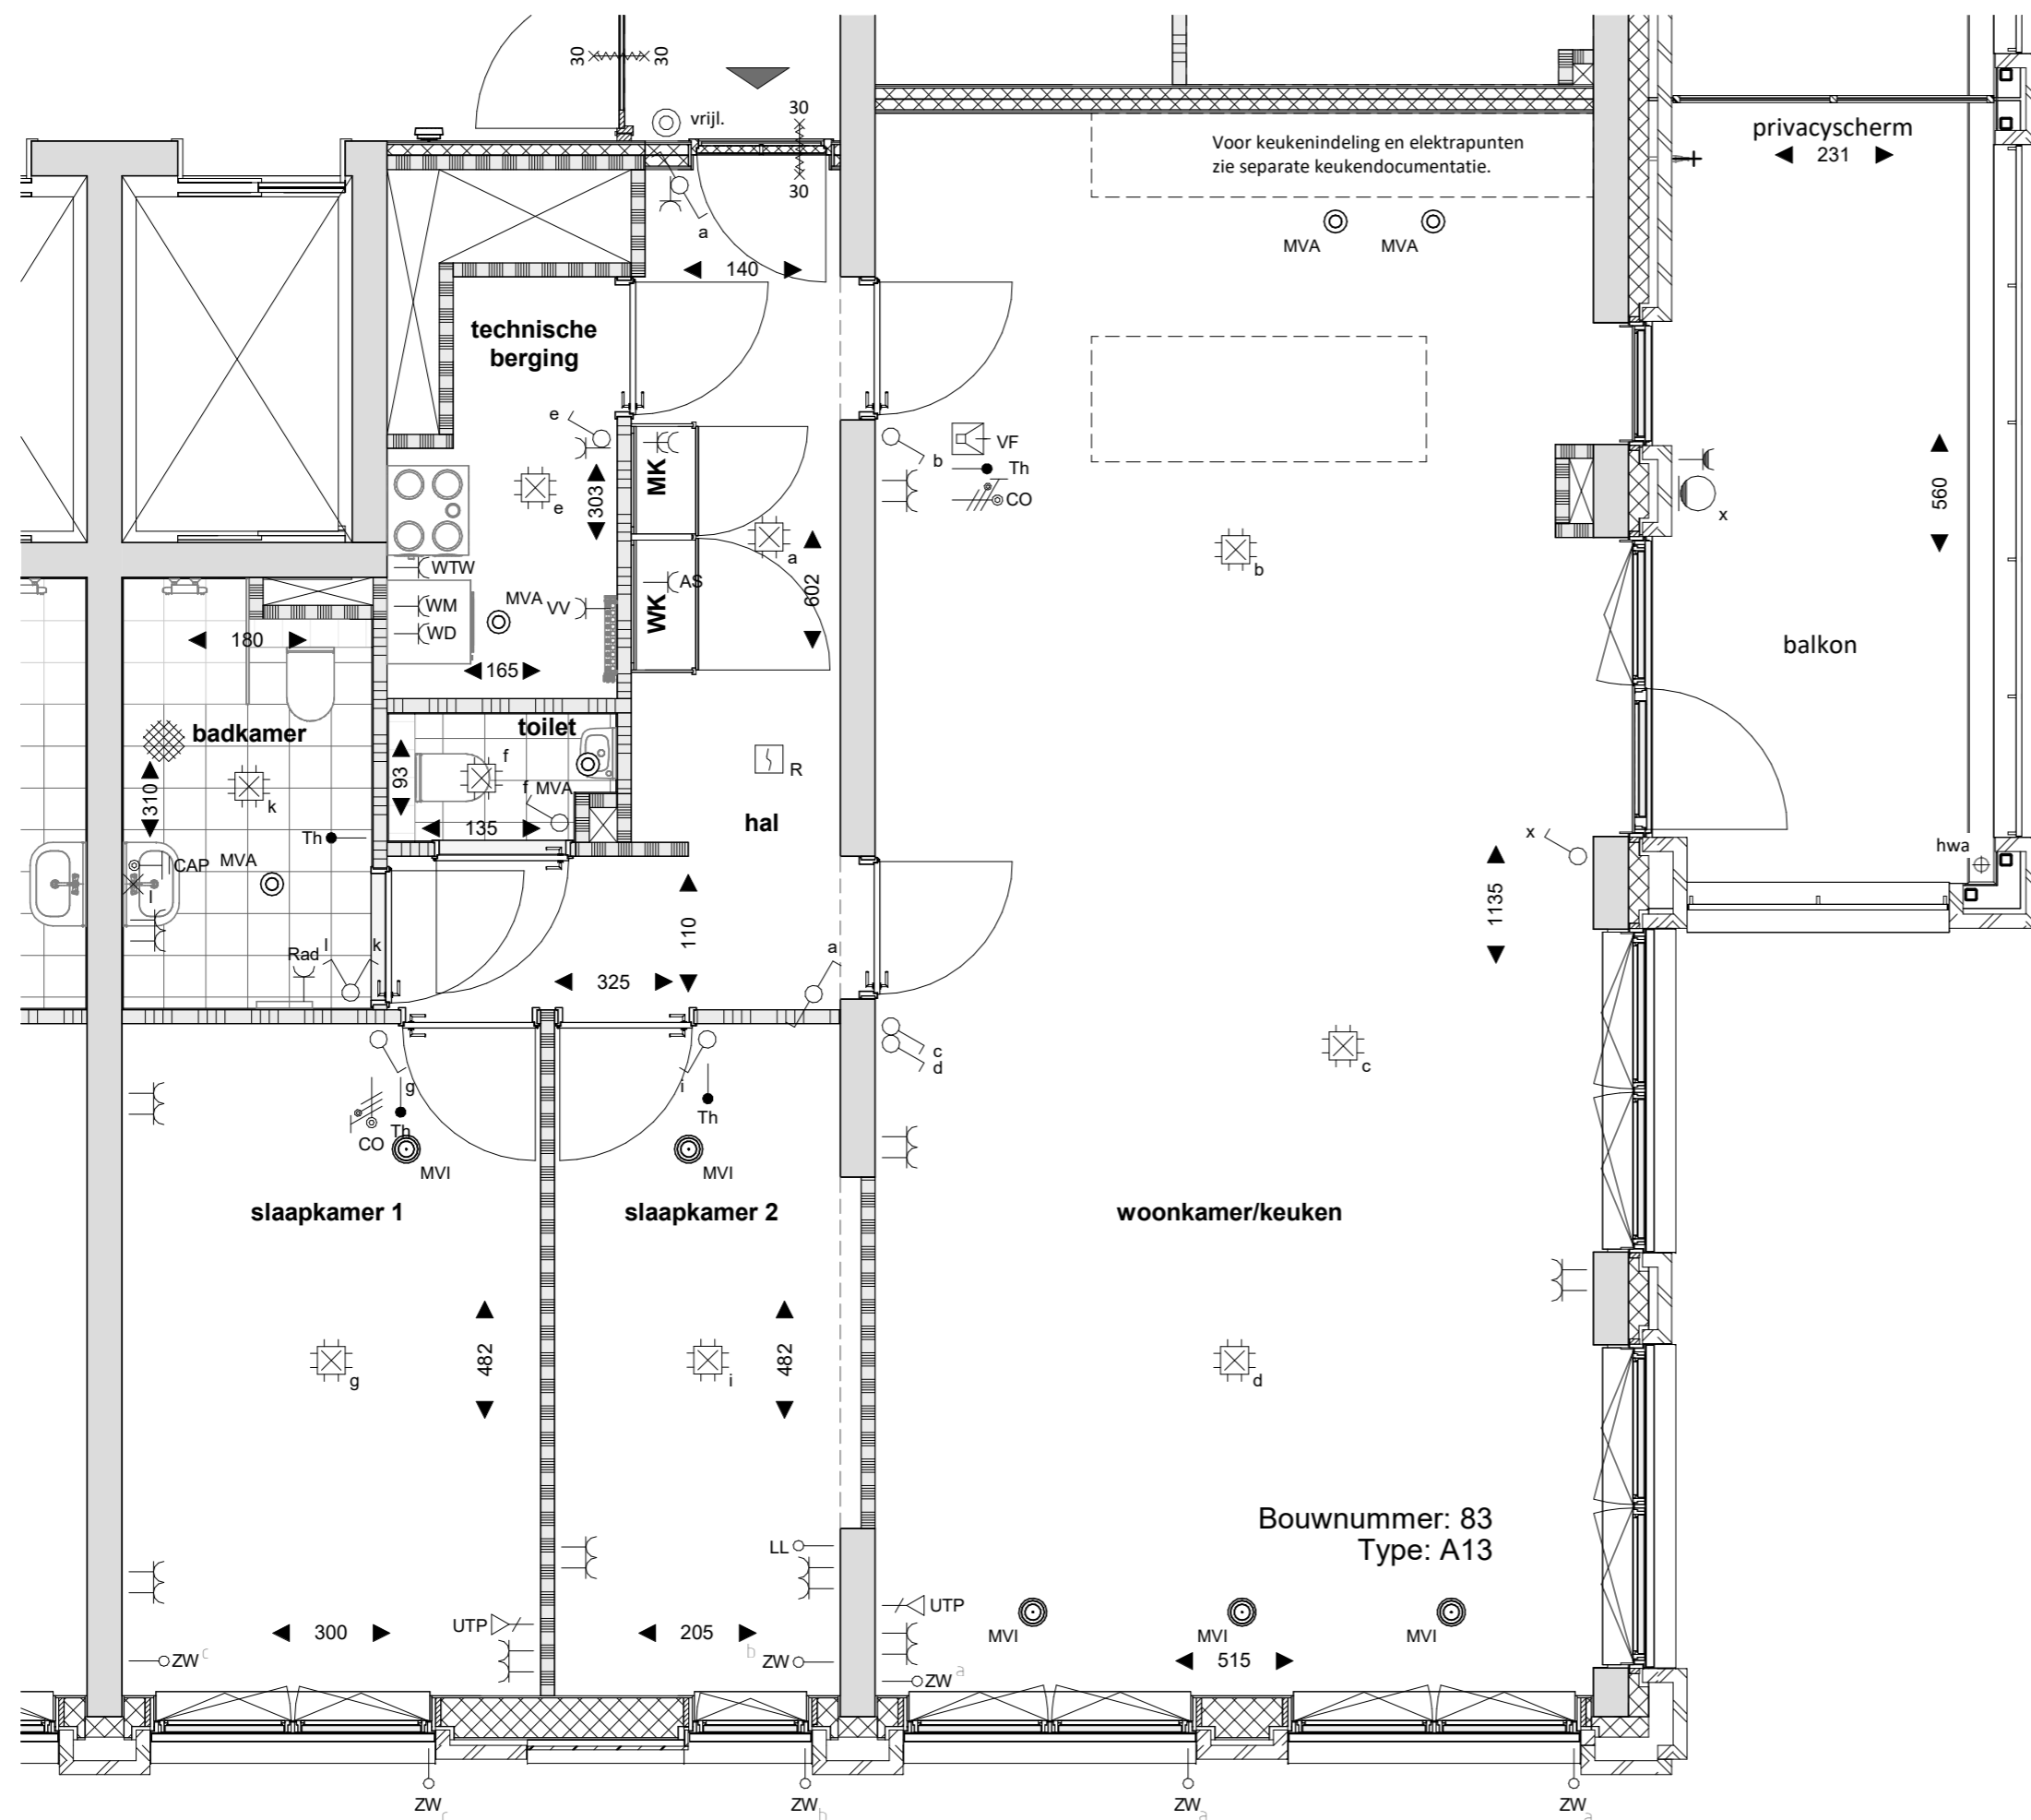 30
30
vrijl.
30
30
privacyscherm
231
Voor keukenindeling en elektrapunten
zie separate keukendocumentatie.
a
140
MVA
MVA
technische
berging
e
e
303
MK
a
602
b
VF
Th
CO
b
x
560
WTW
WM
WD
MVA
VV
AS
WK
165
180
balkon
badkamer
toilet
310
k
93
f
f
MVA
135
R
hal
Th
CAP
MVA
l
x
hwa
1135
110
Rad
l
k
325
a
g
i
c
d
c
CO
Th
Th
MVI
MVI
slaapkamer 1
slaapkamer 2
woonkamer/keuken
482
482
g
i
d
Bouwnummer: 83
Type: A13
LL
UTP
UTP
MVI
MVI
MVI
300
205
515
ZW c
b
ZW
ZW a
ZW c
ZW b
ZW a
ZW a